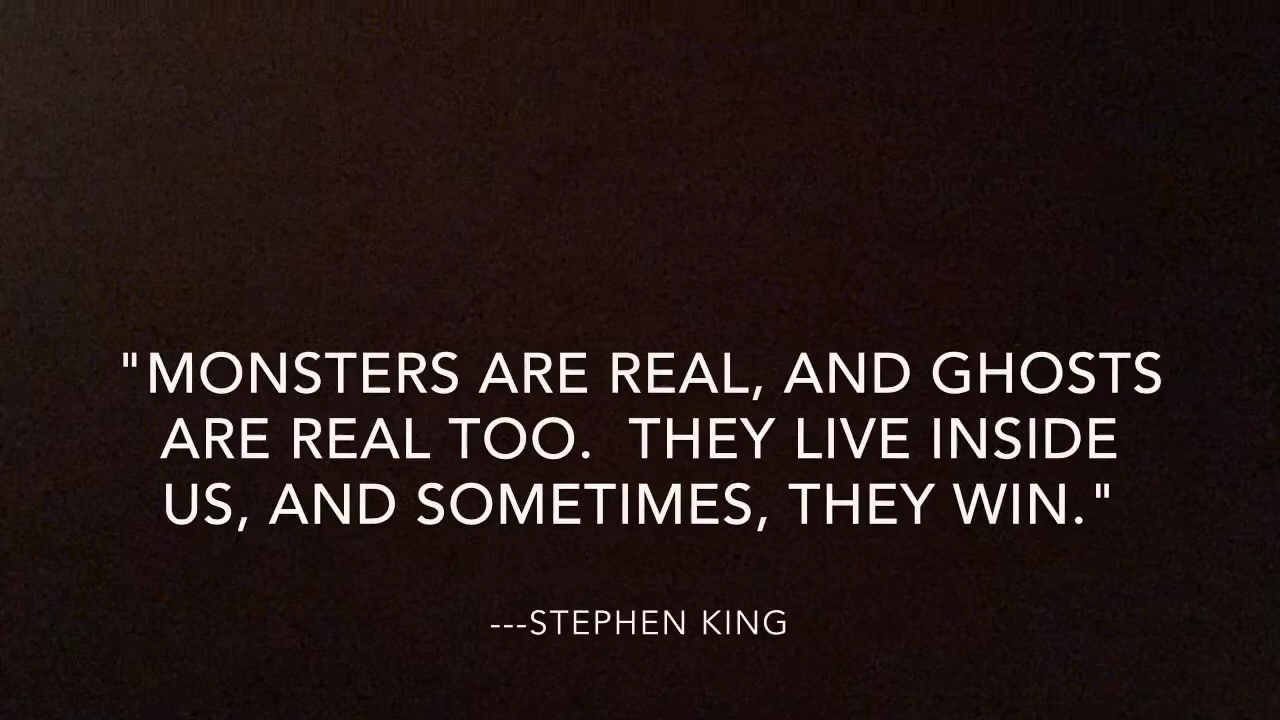 "MONSTERS ARE REAL, AND GHOSTS
ARE REAL TOO.  THEY LIVE INSIDE
US, AND SOMETIMES, THEY WIN."
---STEPHEN KING